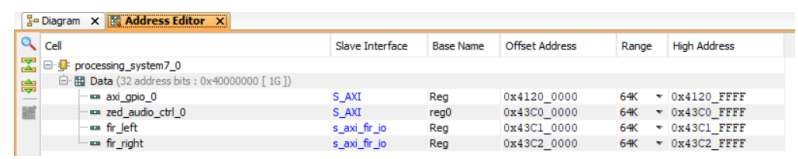 Diagram × Address Editor ×
Cell Slave Interface Base Name Offset Address Range High Address
processing_system7_0
Data (32 address bits : 0x40000000 [ 1G ])
axi_gpio_0 S_AXI Reg 0x4120_0000 64K 0x4120_FFFF
zed_audio_ctrl_0 S_AXI reg0 0x43C0_0000 64K 0x43C0_FFFF
fir_left s_axi_fir_io Reg 0x43C1_0000 64K 0x43C1_FFFF
fir_right s_axi_fir_io Reg 0x43C2_0000 64K 0x43C2_FFFF